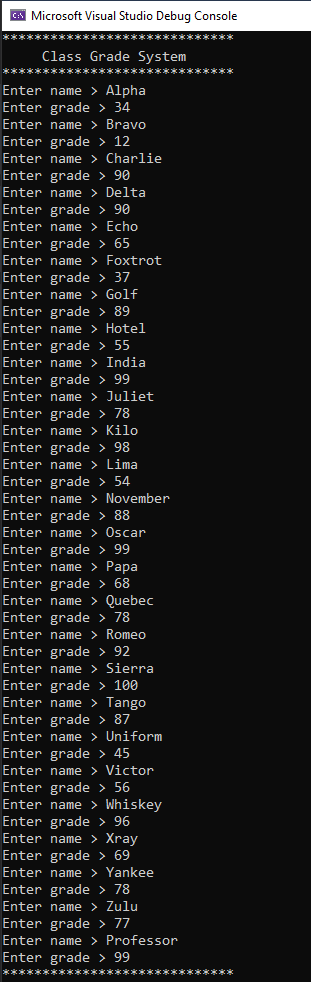 Microsoft Visual Studio Debug Console
*****************************
Class Grade System
*****************************
Enter name > Alpha
Enter grade > 34
Enter name > Bravo
Enter grade > 12
Enter name > Charlie
Enter grade > 90
Enter name > Delta
Enter grade > 90
Enter name > Echo
Enter grade > 65
Enter name > Foxtrot
Enter grade > 37
Enter name > Golf
Enter grade > 89
Enter name > Hotel
Enter grade > 55
Enter name > India
Enter grade > 99
Enter name > Juliet
Enter grade > 78
Enter name > Kilo
Enter grade > 98
Enter name > Lima
Enter grade > 54
Enter name > November
Enter grade > 88
Enter name > Oscar
Enter grade > 99
Enter name > Papa
Enter grade > 68
Enter name > Quebec
Enter grade > 78
Enter name > Romeo
Enter grade > 92
Enter name > Sierra
Enter grade > 100
Enter name > Tango
Enter grade > 87
Enter name > Uniform
Enter grade > 45
Enter name > Victor
Enter grade > 56
Enter name > Whiskey
Enter grade > 96
Enter name > Xray
Enter grade > 69
Enter name > Yankee
Enter grade > 78
Enter name > Zulu
Enter grade > 77
Enter name > Professor
Enter grade > 99
*****************************